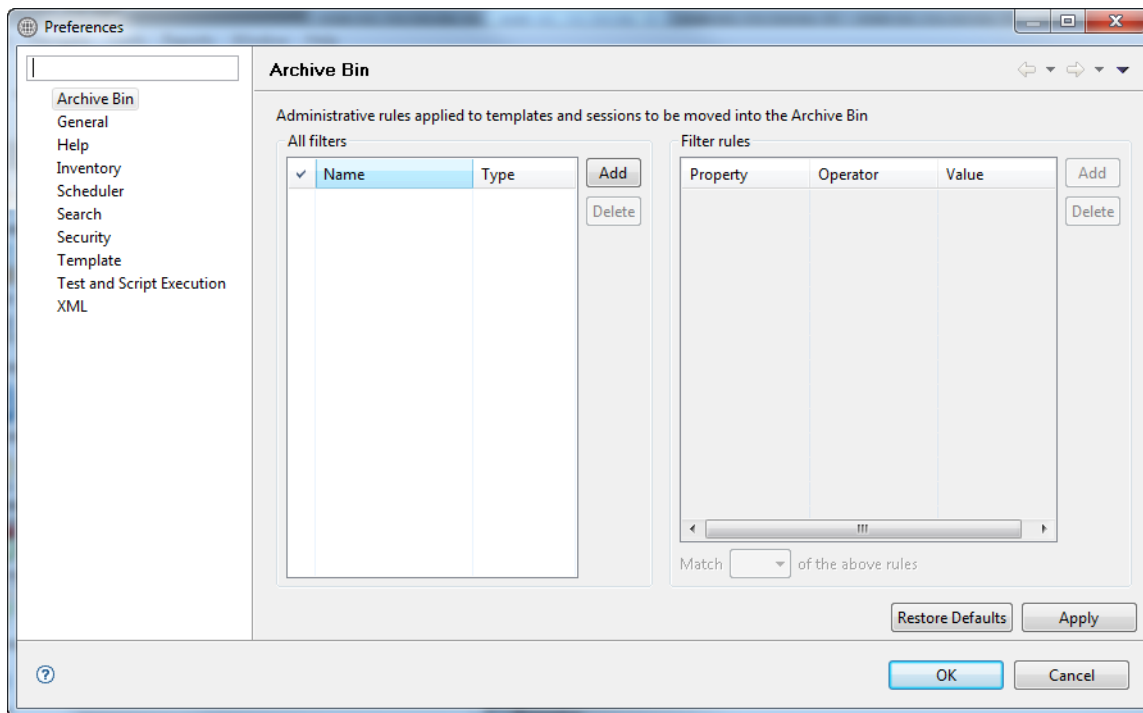 Preferences
Archive Bin
General
Help
Inventory
Scheduler
Search
Security
Template
Test and Script Execution
XML
Archive Bin
Administrative rules applied to templates and sessions to be moved into the Archive Bin
All filters
Name Type
Add
Delete
Filter rules
Property Operator Value
Add
Delete
Match of the above rules
Restore Defaults Apply
OK Cancel